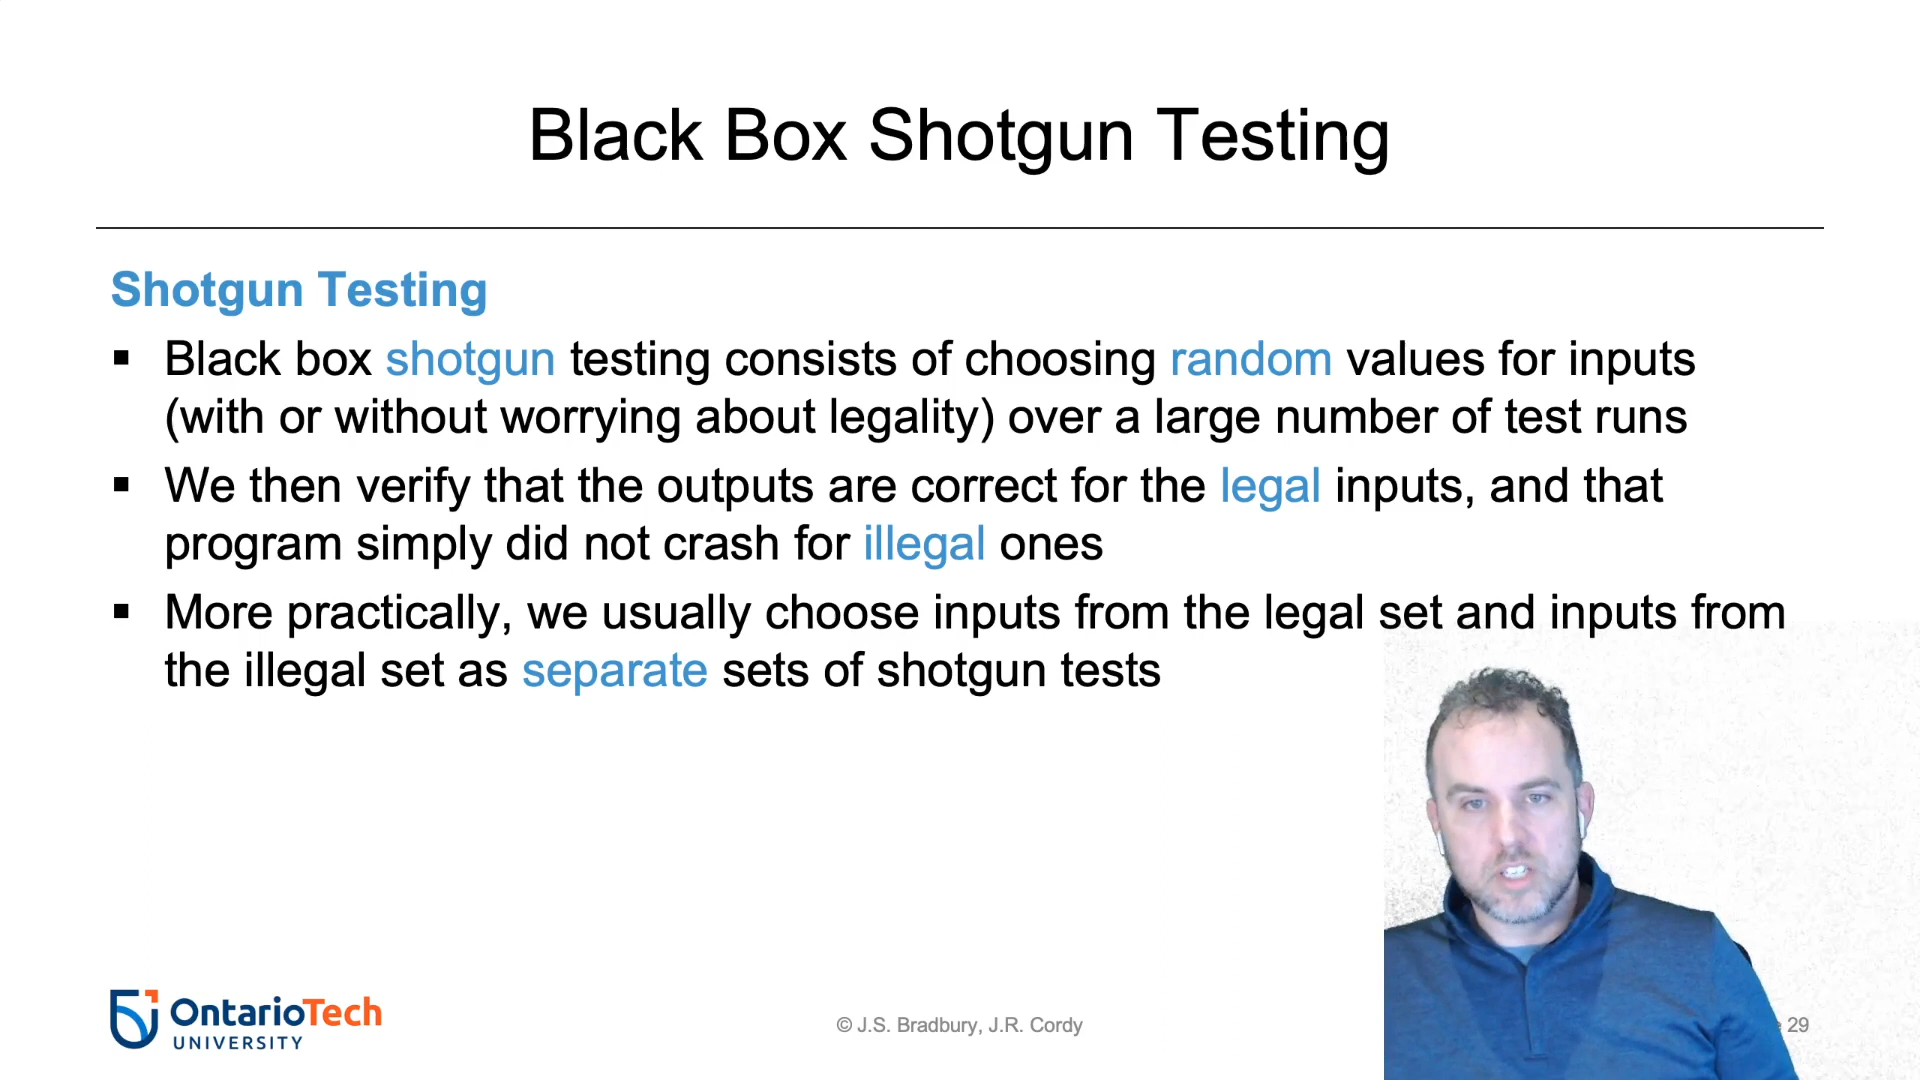 Black Box Shotgun Testing
Shotgun Testing
▪ Black box shotgun testing consists of choosing random values for inputs
(with or without worrying about legality) over a large number of test runs
▪ We then verify that the outputs are correct for the legal inputs, and that
program simply did not crash for illegal ones
▪ More practically, we usually choose inputs from the legal set and inputs from
the illegal set as separate sets of shotgun tests
OntarioTech
UNIVERSITY
© J.S. Bradbury, J.R. Cordy
29